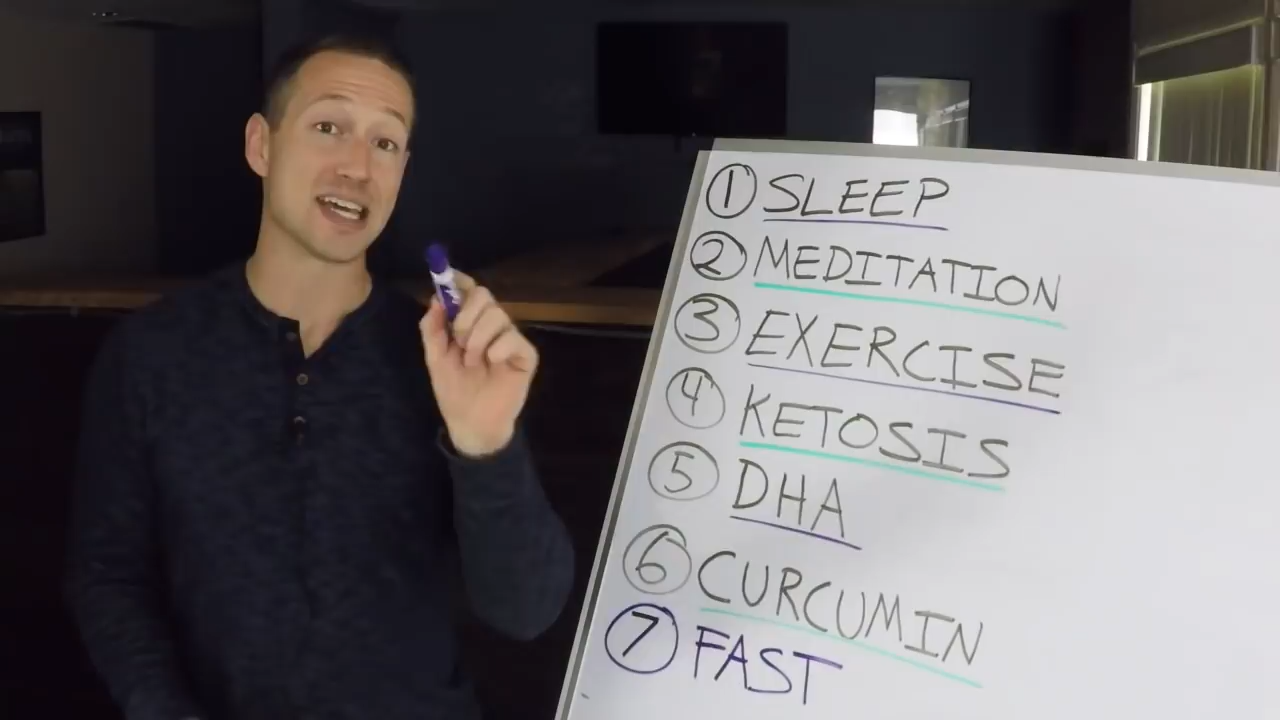 1 SLEEP
2 MEDITATION
3 EXERCISE
4 KETOSIS
5 DHA
6 CURCUMIN
7 FAST